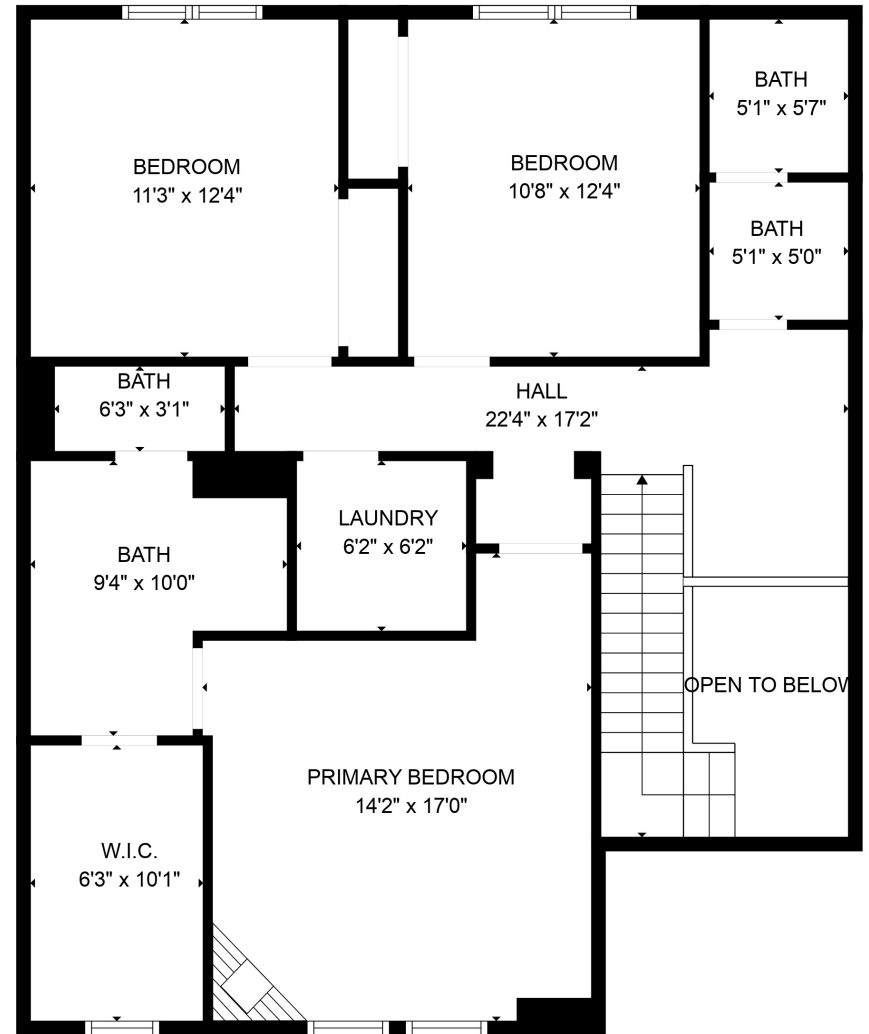 BATH
5'1" x 5'7"
BEDROOM
11'3" x 12'4"
BEDROOM
10'8" x 12'4"
BATH
5'1" x 5'0"
BATH
6'3" x 3'1"
HALL
22'4" x 17'2"
LAUNDRY
6'2" x 6'2"
BATH
9'4" x 10'0"
OPEN TO BELOW
PRIMARY BEDROOM
14'2" x 17'0"
W.I.C.
6'3" x 10'1"